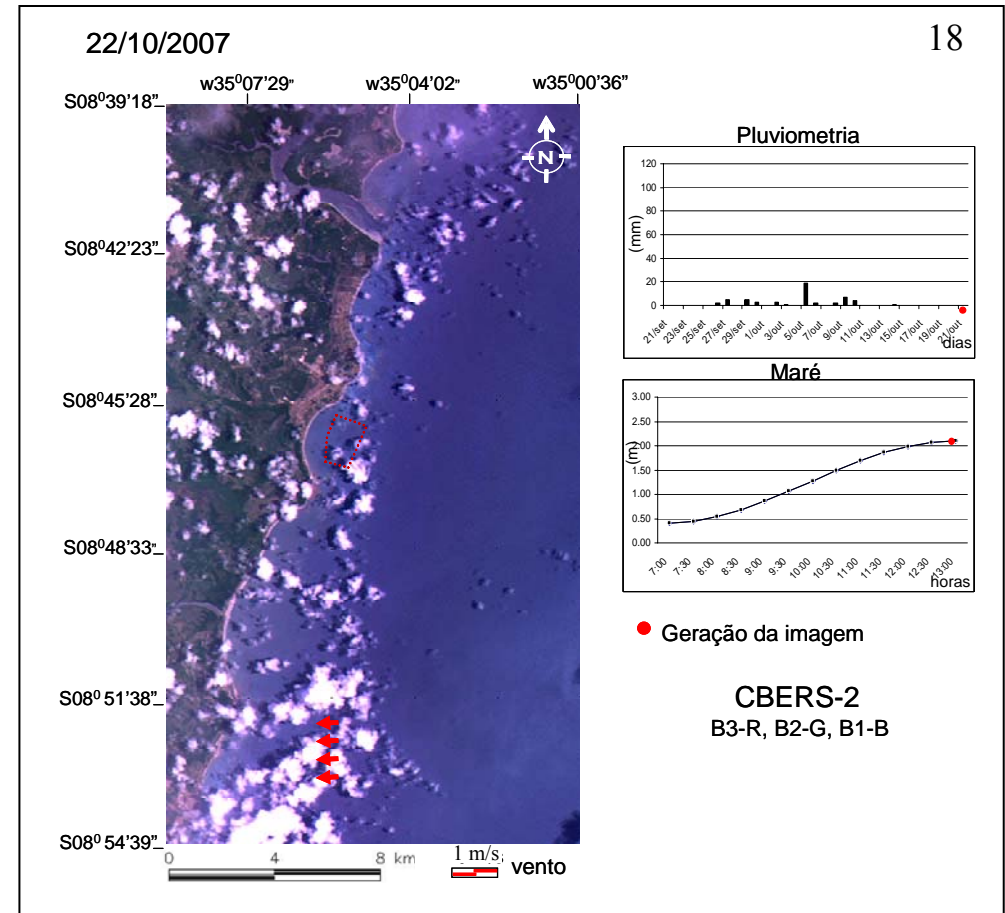 22/10/2007
18
w35⁰07'29" w35⁰04'02" w35⁰00'36"
S08⁰39'18"
S08⁰42'23"
S08⁰45'28"
S08⁰48'33"
S08⁰51'38"
S08⁰54'39"
N
0 4 8 km
1 m/s
vento
Pluviometria
(mm)
120
100
80
60
40
20
0
21/set 23/set 25/set 27/set 29/set 1/out 3/out 5/out 7/out 9/out 11/out 13/out 15/out 17/out 19/out 21/out
dias
Maré
(m)
3.00
2.50
2.00
1.50
1.00
0.50
0.00
7:00 7:30 8:00 8:30 9:00 9:30 10:00 10:30 11:00 11:30 12:00 12:30 13:00
horas
Geração da imagem
CBERS-2
B3-R, B2-G, B1-B